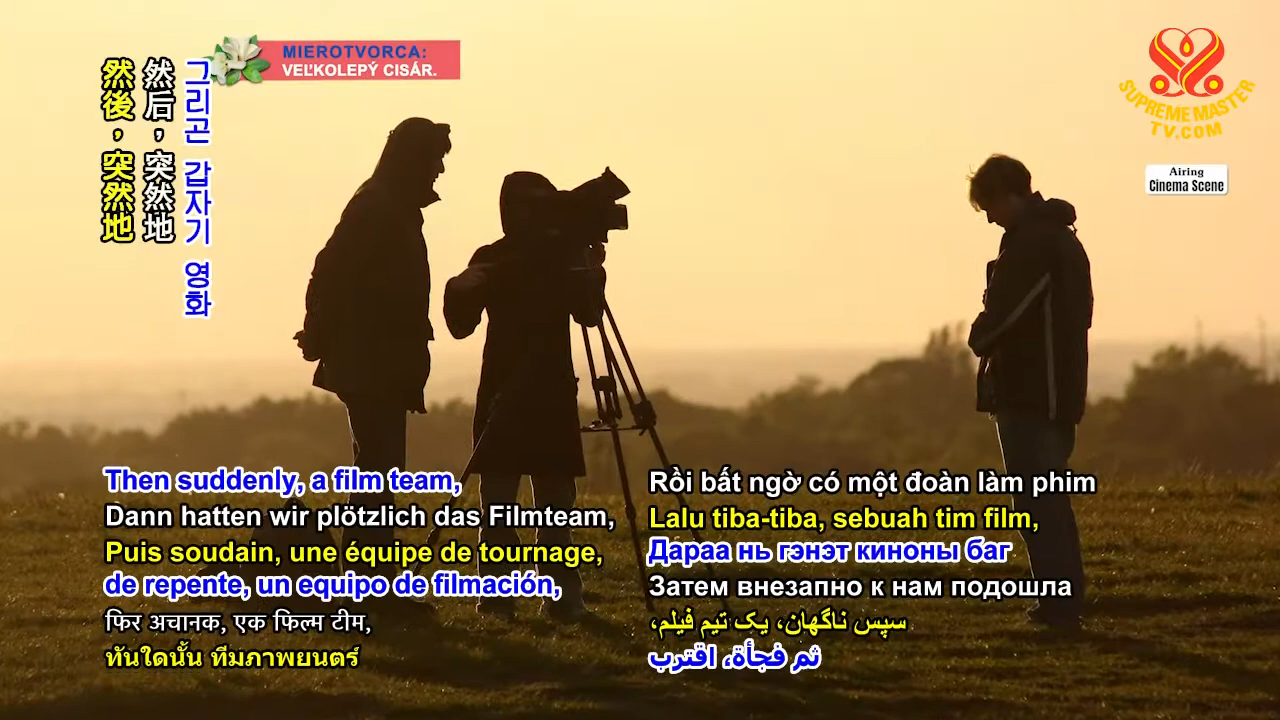 MIEROTVORCA:
VEĽKOLEPÝ CISÁR.
SUPREME MASTER
TV.COM
Airing
Cinema Scene
그리곤 갑자기 영화
然后，突然地
然後，突然地
Then suddenly, a film team,
Dann hatten wir plötzlich das Filmteam,
Puis soudain, une équipe de tournage,
de repente, un equipo de filmación,
फिर अचानक, एक फिल्म टीम,
ทันใดนั้น ทีมภาพยนตร์
Rồi bất ngờ có một đoàn làm phim
Lalu tiba-tiba, sebuah tim film,
Дараа нь гэнэт киноны баг
Затем внезапно к нам подошла
سپس ناگهان، یک تیم فیلم،
ثم فجأة، اقترب